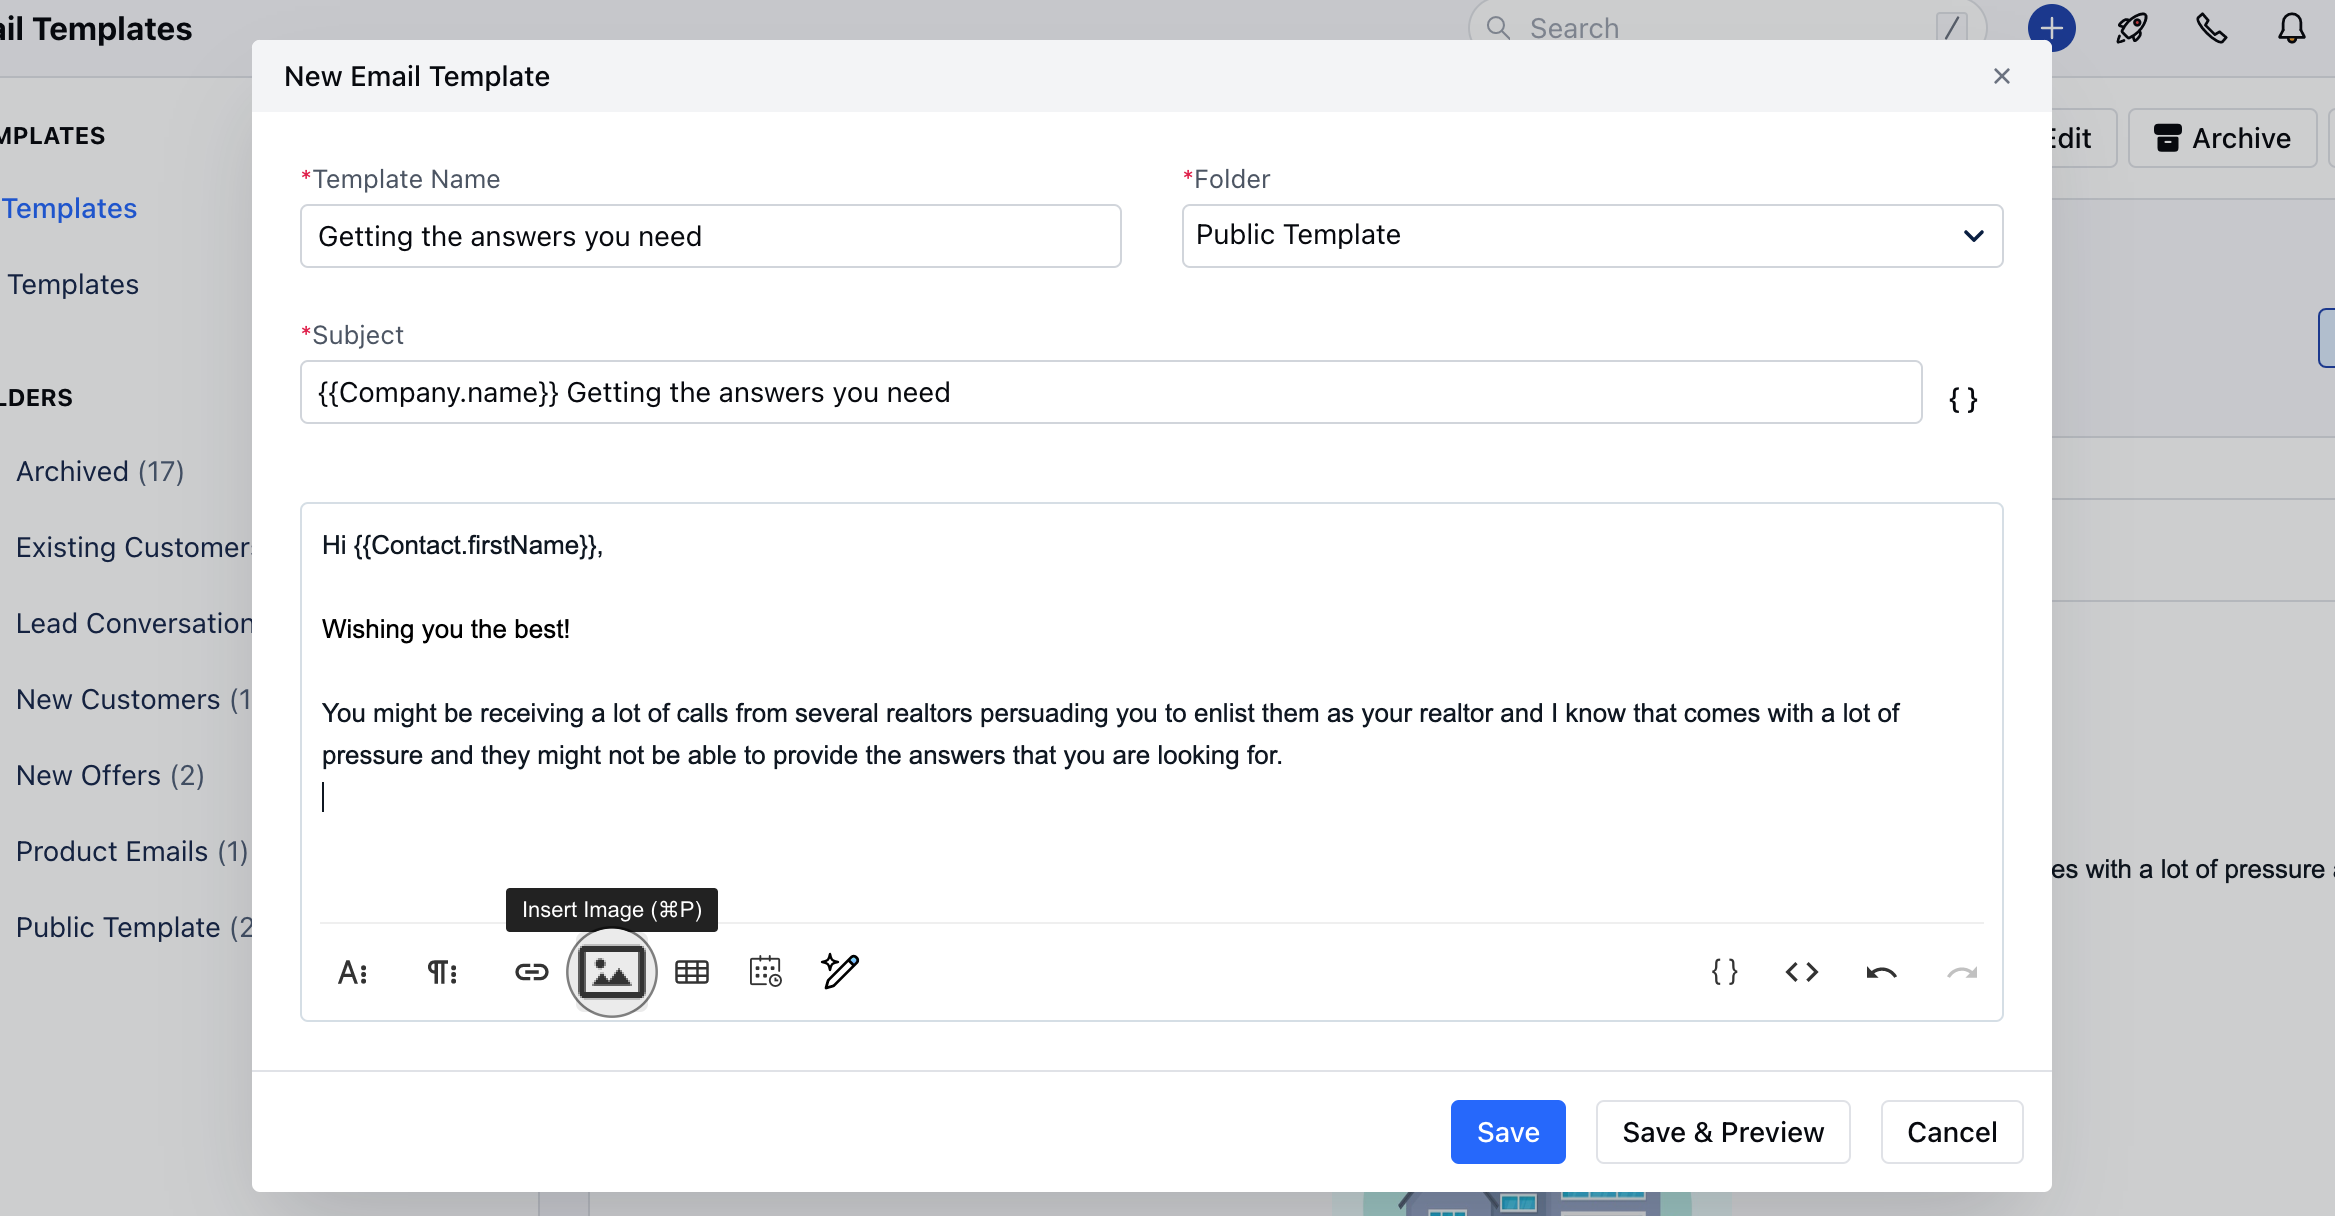 ail Templates
Search
/
New Email Template
MPLATES
Edit
Archive
*Template Name
*Folder
Templates
Getting the answers you need
Public Template
Templates
*Subject
LDERS
{{Company.name}} Getting the answers you need
{ }
Archived (17)
Existing Customers
Hi {{Contact.firstName}},
Lead Conversation
Wishing you the best!
New Customers (1
You might be receiving a lot of calls from several realtors persuading you to enlist them as your realtor and I know that comes with a lot of
pressure and they might not be able to provide the answers that you are looking for.
New Offers (2)
Product Emails (1)
es with a lot of pressure a
Insert Image (⌘P)
Public Template (2
A
{ }
< >
Save
Save & Preview
Cancel